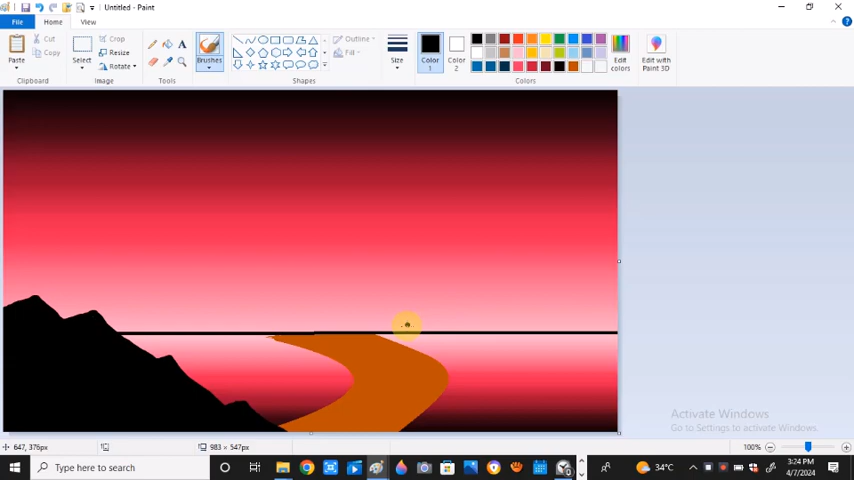 Untitled - Paint
File
Home
View
Paste
Clipboard
Cut
Copy
Select
Crop
Resize
Rotate
Image
A
Tools
Brushes
Shapes
Outline
Fill
Size
Color
1
Color
2
Edit
colors
Colors
Edit with
Paint 3D
Activate Windows
Go to Settings to activate Windows.
647, 376px
983 × 547px
100%
Type here to search
34°C
3:24 PM
4/7/2024